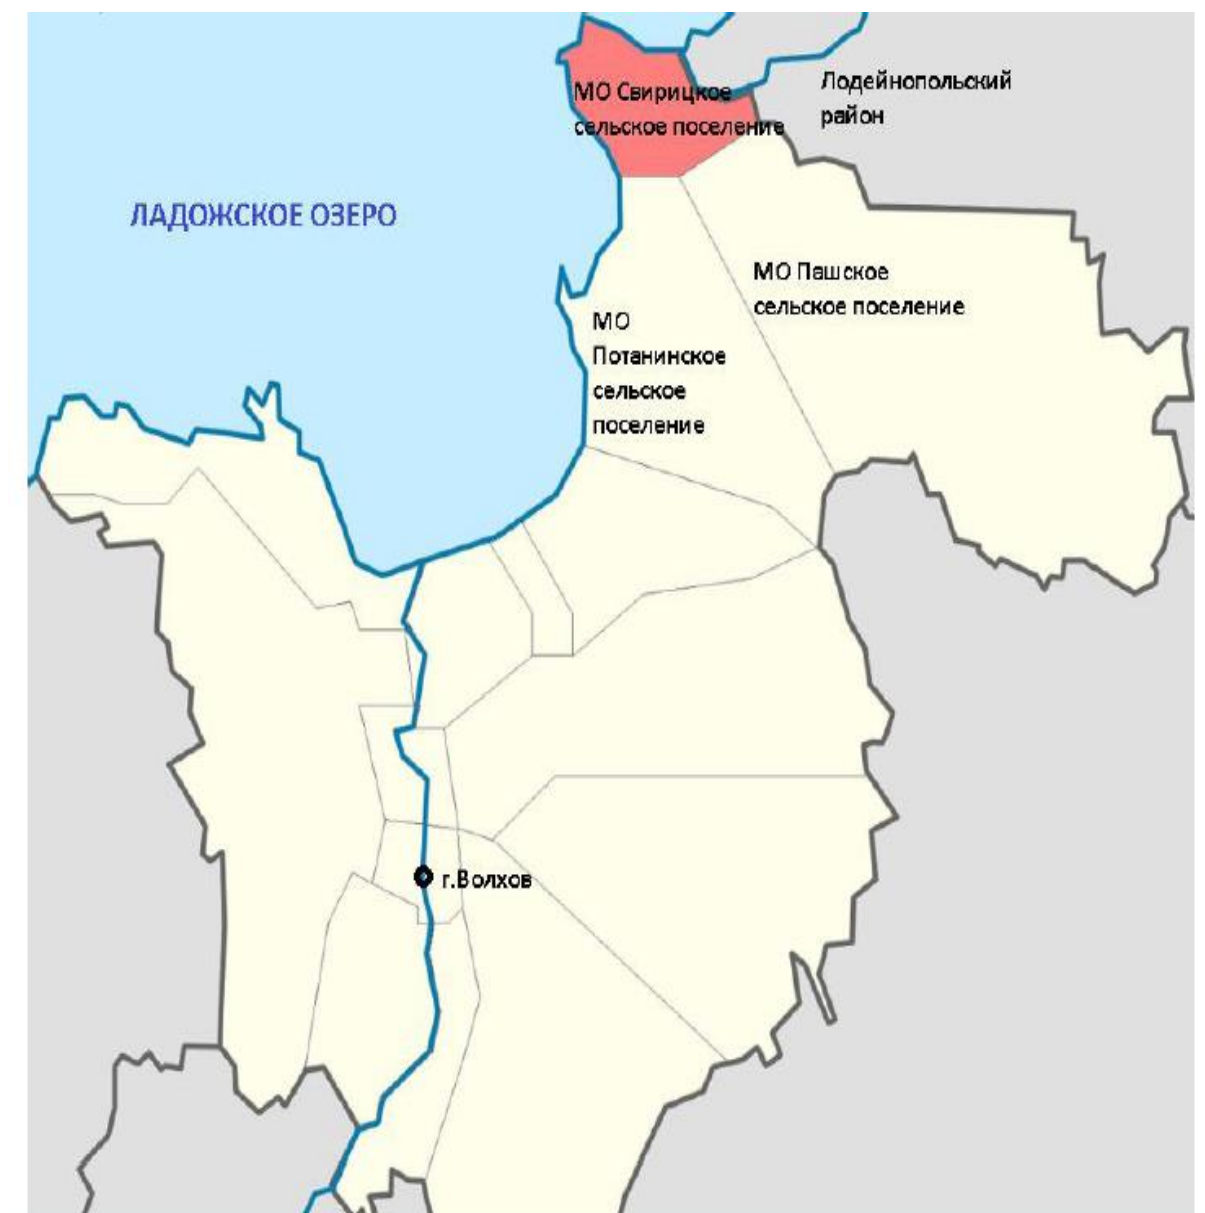 МО Свирицкое
сельское поселение
Лодейнопольский
район
ЛАДОЖСКОЕ ОЗЕРО
МО Пашское
сельское поселение
МО
Потанинское
сельское
поселение
г.Волхов